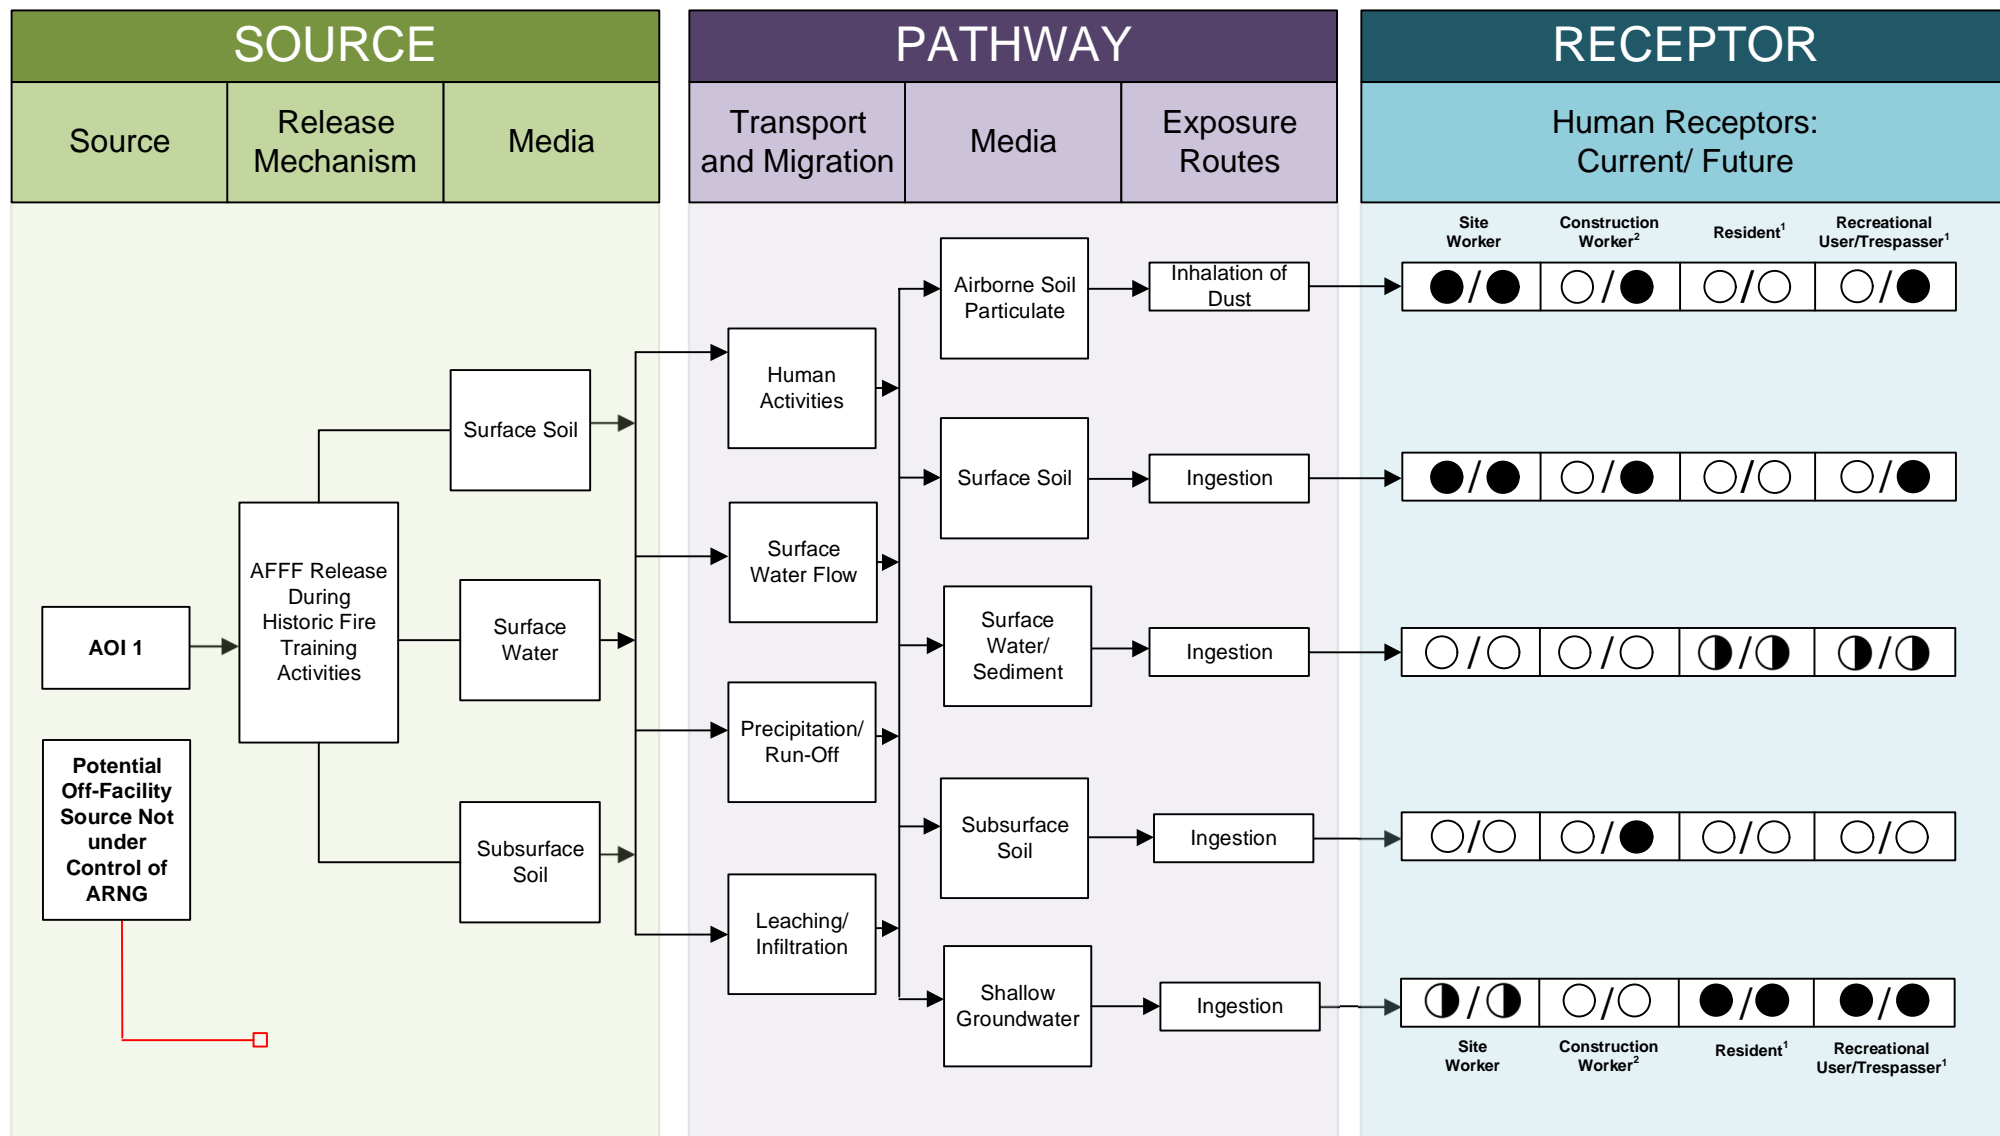 SOURCE
PATHWAY
RECEPTOR
Source
Release
Mechanism
Media
Transport
and Migration
Media
Exposure
Routes
Human Receptors:
Current/ Future
Site
Worker
Construction
Worker²
Resident¹
Recreational
User/Trespasser¹
Airborne Soil
Particulate
Inhalation of
Dust
Human
Activities
Surface Soil
Surface Soil
Ingestion
AFFF Release
During
Historic Fire
Training
Activities
Surface
Water Flow
AOI 1
Surface
Water
Surface
Water/
Sediment
Ingestion
Potential
Off-Facility
Source Not
under
Control of
ARNG
Precipitation/
Run-Off
Subsurface
Soil
Subsurface
Soil
Ingestion
Leaching/
Infiltration
Shallow
Groundwater
Ingestion
Site
Worker
Construction
Worker²
Resident¹
Recreational
User/Trespasser¹